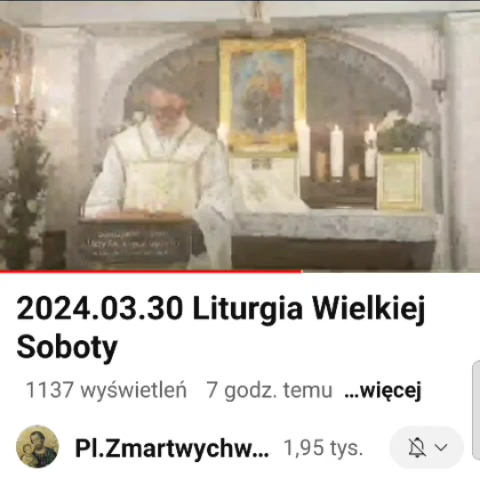 2024.03.30 Liturgia Wielkiej
Soboty
1137 wyświetleń 7 godz. temu ...więcej
Pl.Zmartwychw... 1,95 tys.